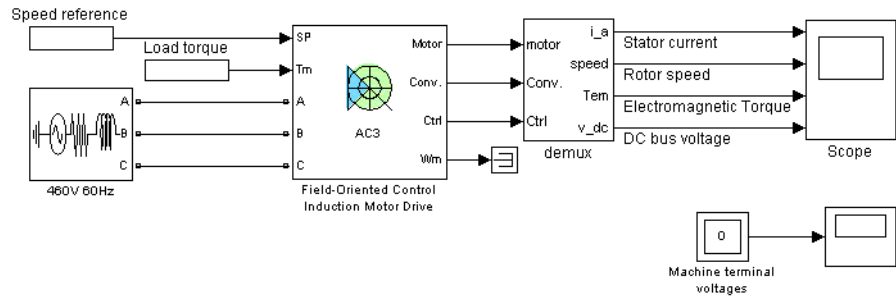 Speed reference
Load torque
SP
Tm
A
B
C
A
B
C
460V 60Hz
Motor
Conv.
Ctrl
Wm
AC3
Field-Oriented Control
Induction Motor Drive
motor
Conv.
Ctrl
i_a
speed
Tem
v_dc
demux
Stator current
Rotor speed
Electromagnetic Torque
DC bus voltage
Scope
0
Machine terminal
voltages